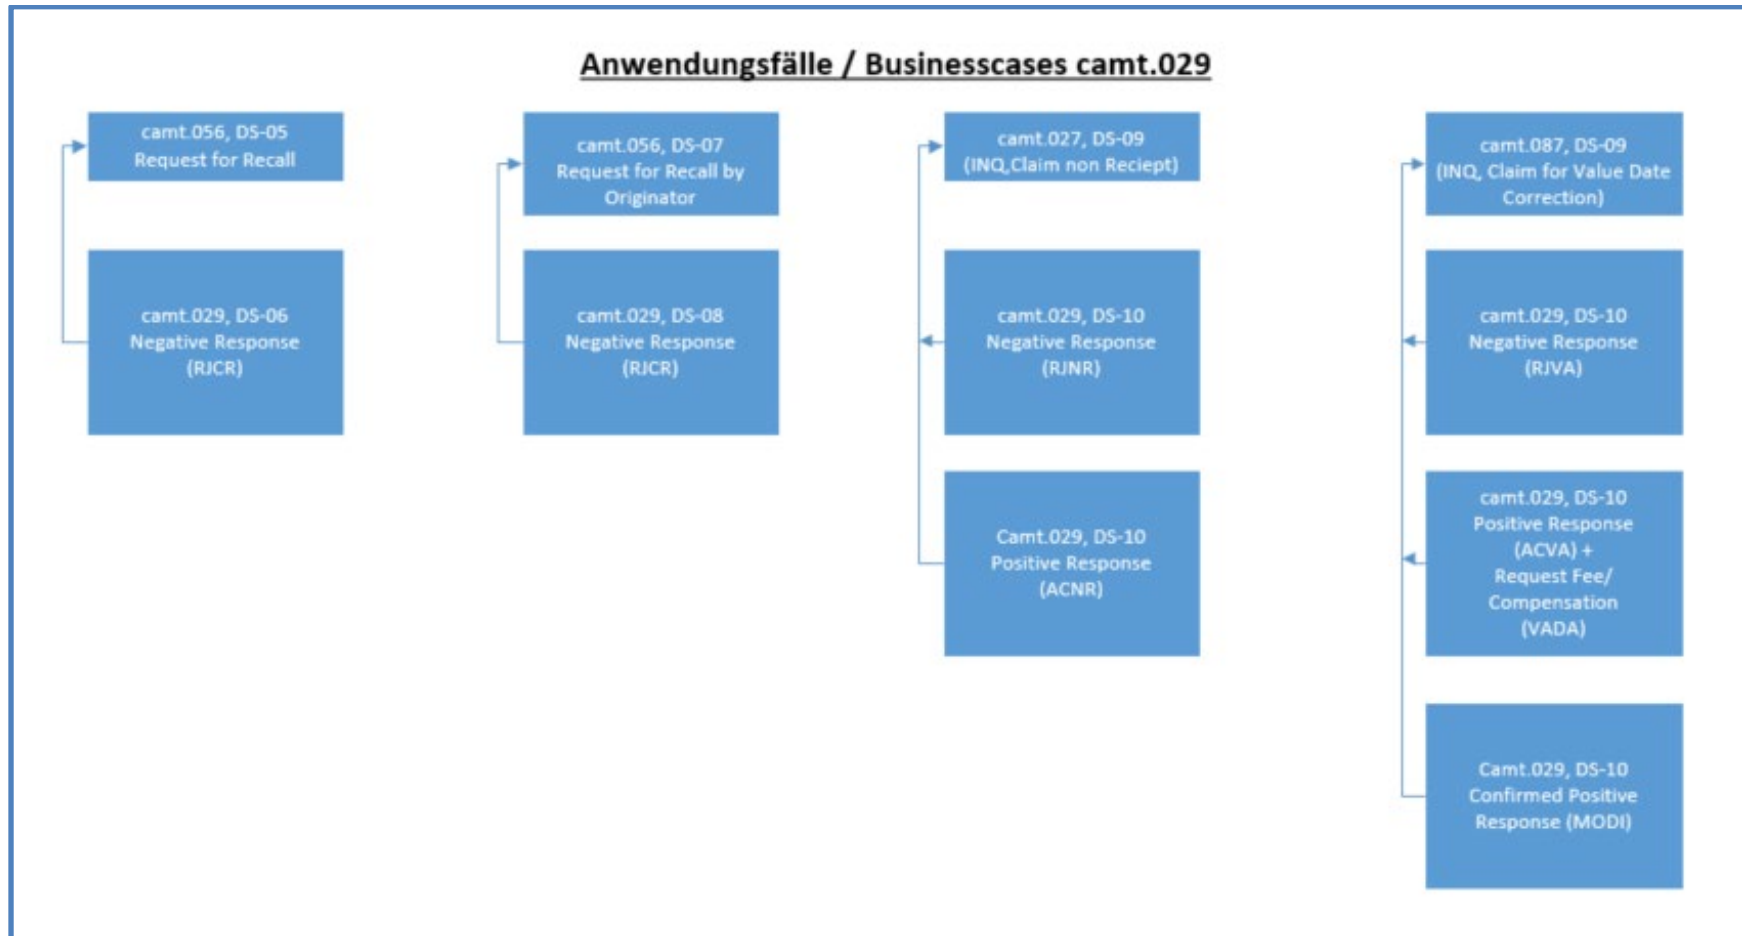 Anwendungsfälle / Businesscases camt.029
camt.056, DS-05
Request for Recall
camt.029, DS-06
Negative Response
(RJCR)
camt.056, DS-07
Request for Recall by
Originator
camt.029, DS-08
Negative Response
(RJCR)
camt.027, DS-09
(INQ,Claim non Reciept)
camt.029, DS-10
Negative Response
(RJNR)
Camt.029, DS-10
Positive Response
(ACNR)
camt.087, DS-09
(INQ, Claim for Value Date
Correction)
camt.029, DS-10
Negative Response
(RJVA)
camt.029, DS-10
Positive Response
(ACVA) +
Request Fee/
Compensation
(VADA)
Camt.029, DS-10
Confirmed Positive
Response (MODI)